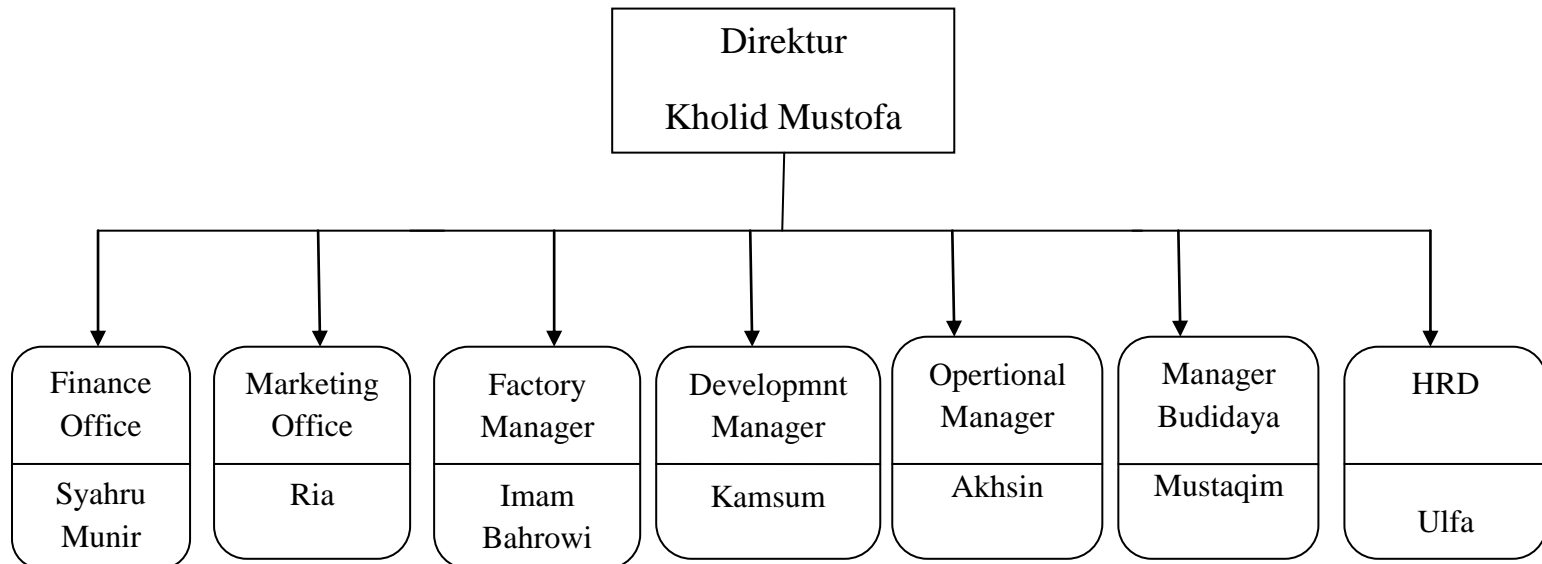 Direktur
Kholid Mustofa
Finance
Office
Syahru
Munir
Marketing
Office
Ria
Factory
Manager
Imam
Bahrowi
Developmnt
Manager
Kamsum
Opertional
Manager
Akhsin
Manager
Budidaya
Mustaqim
HRD
Ulfa